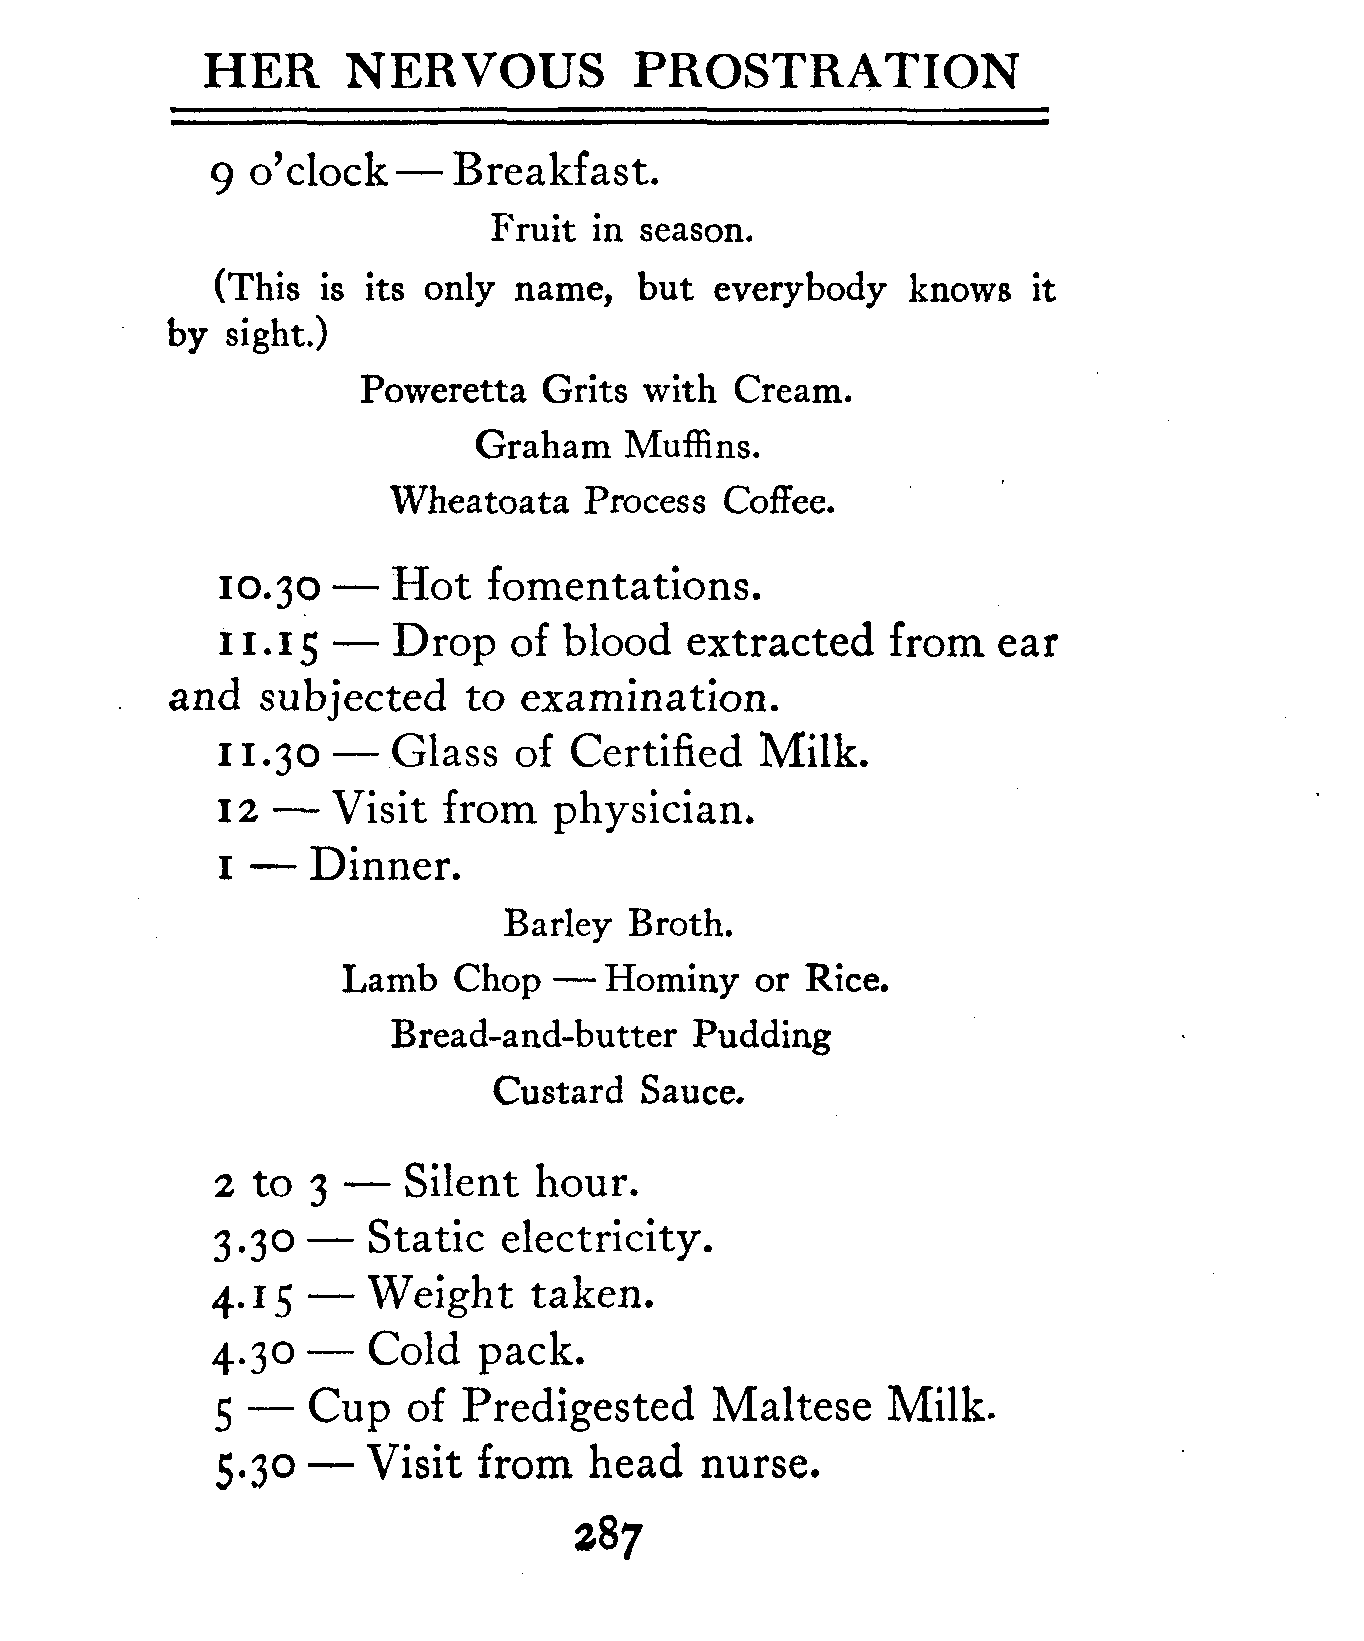 HER NERVOUS PROSTRATION
9 o'clock — Breakfast.
Fruit in season.
(This is its only name, but everybody knows it
by sight.)
Poweretta Grits with Cream.
Graham Muffins.
Wheatoata Process Coffee.
10.30 — Hot fomentations.
11.15 — Drop of blood extracted from ear
and subjected to examination.
11.30 — Glass of Certified Milk.
12 — Visit from physician.
1 — Dinner.
Barley Broth.
Lamb Chop — Hominy or Rice.
Bread-and-butter Pudding
Custard Sauce.
2 to 3 — Silent hour.
3.30 — Static electricity.
4.15 — Weight taken.
4.30 — Cold pack.
5 — Cup of Predigested Maltese Milk.
5.30 — Visit from head nurse.
287